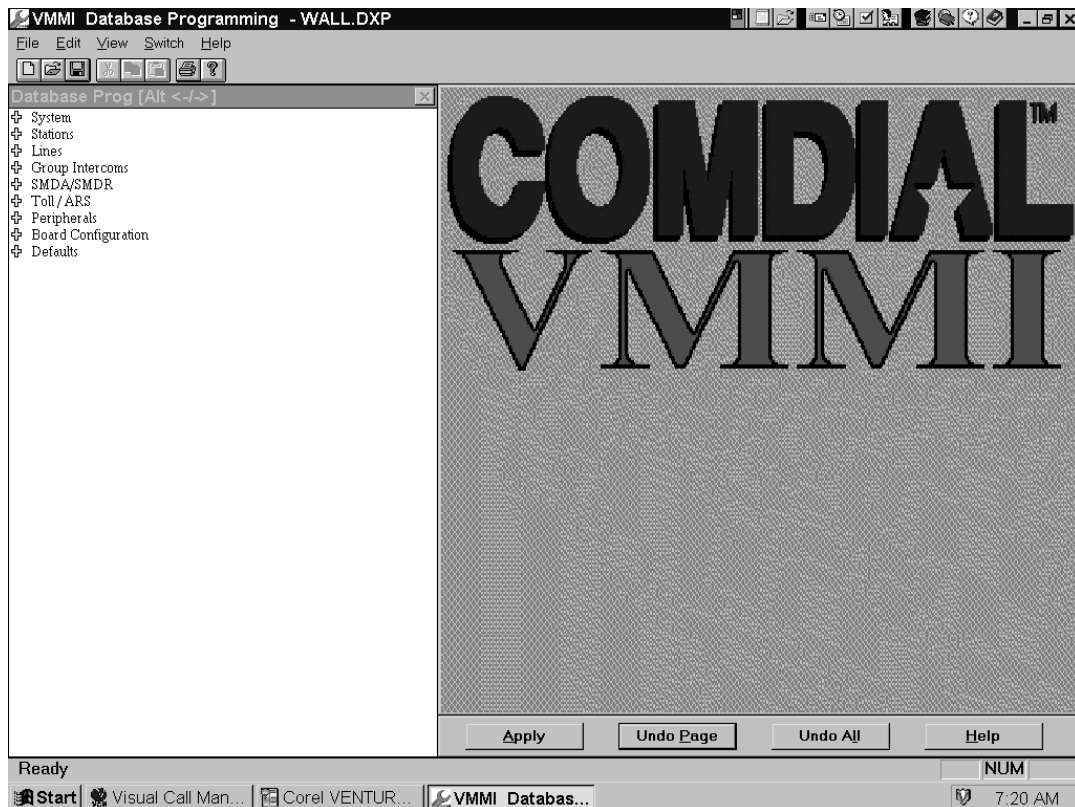 VMMI Database Programming - WALL.DXP
File Edit View Switch Help
Database Prog [Alt <-/->]
System
Stations
Lines
Group Intercoms
SMDA/SMDR
Toll / ARS
Peripherals
Board Configuration
Defaults
COMDIAL™
VMMI
Apply Undo Page Undo All Help
Ready NUM
Start Visual Call Man... Corel VENTUR... VMMI Databas... 7:20 AM